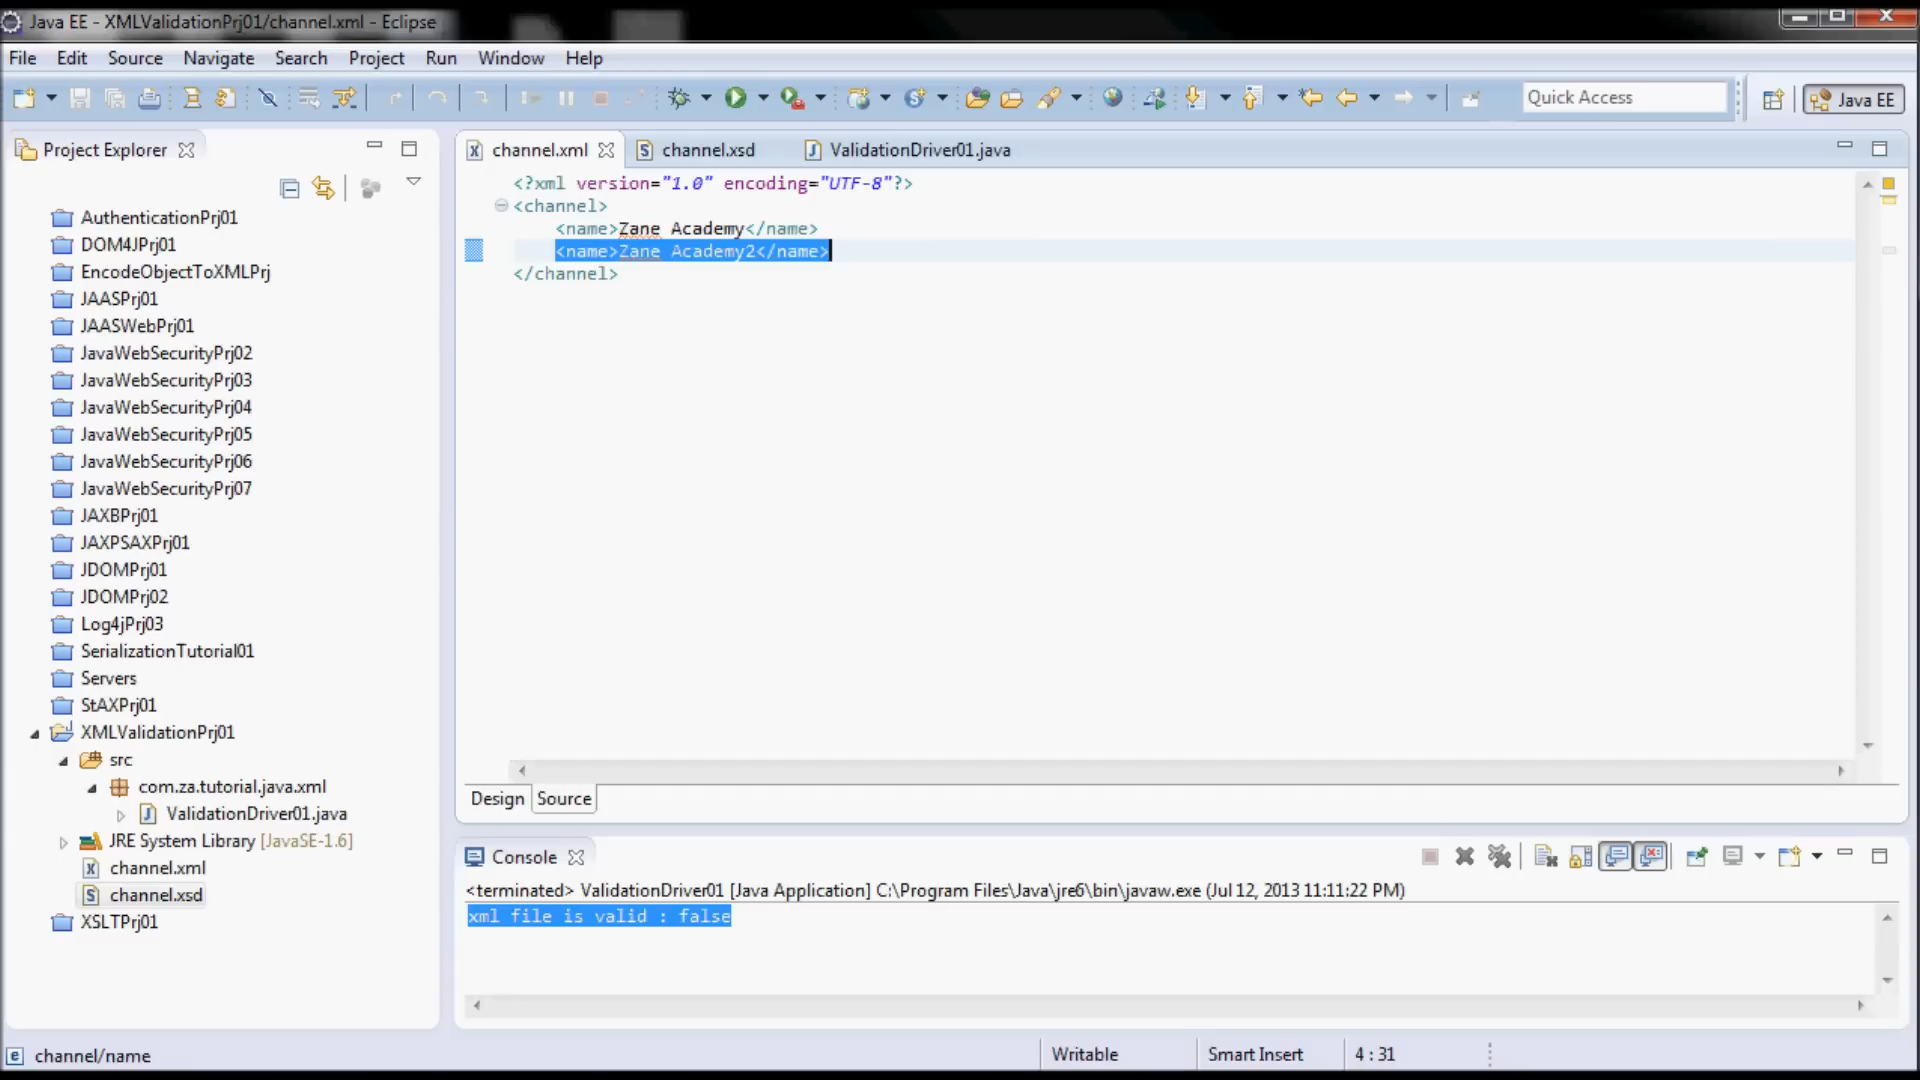 Java EE - XMLValidationPrj01/channel.xml - Eclipse
File Edit Source Navigate Search Project Run Window Help
Quick Access
Java EE
Project Explorer
AuthenticationPrj01
DOM4JPrj01
EncodeObjectToXMLPrj
JAASPrj01
JAASWebPrj01
JavaWebSecurityPrj02
JavaWebSecurityPrj03
JavaWebSecurityPrj04
JavaWebSecurityPrj05
JavaWebSecurityPrj06
JavaWebSecurityPrj07
JAXBPrj01
JAXPSAXPrj01
JDOMPrj01
JDOMPrj02
Log4jPrj03
SerializationTutorial01
Servers
StAXPrj01
XMLValidationPrj01
src
com.za.tutorial.java.xml
ValidationDriver01.java
JRE System Library [JavaSE-1.6]
channel.xml
channel.xsd
XSLTPrj01
channel.xml channel.xsd ValidationDriver01.java
<?xml version="1.0" encoding="UTF-8"?>
<channel>
<name>Zane Academy</name>
<name>Zane Academy2</name>
</channel>
Design Source
Console
<terminated> ValidationDriver01 [Java Application] C:\Program Files\Java\jre6\bin\javaw.exe (Jul 12, 2013 11:11:22 PM)
xml file is valid : false
channel/name
Writable
Smart Insert
4 : 31